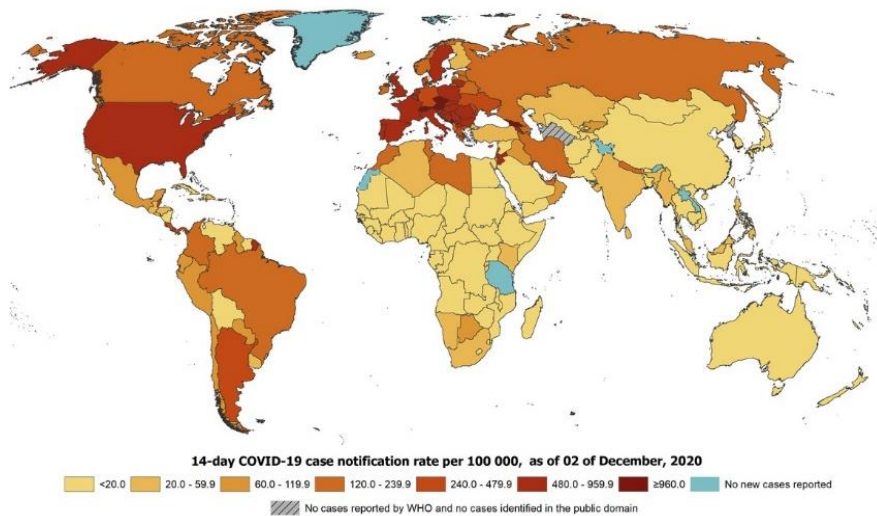 14-day COVID-19 case notification rate per 100 000, as of 02 of December, 2020
<20.0 20.0 - 59.9 60.0 - 119.9 120.0 - 239.9 240.0 - 479.9 480.0 - 959.9 ≥960.0 No new cases reported
No cases reported by WHO and no cases identified in the public domain